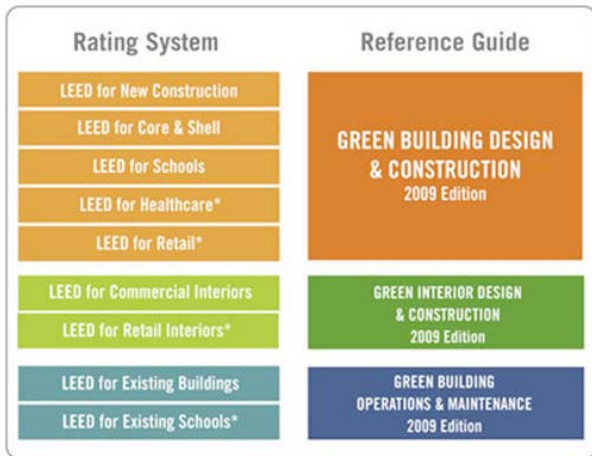 Rating System
Reference Guide
LEED for New Construction
LEED for Core & Shell
LEED for Schools
LEED for Healthcare*
LEED for Retail*
GREEN BUILDING DESIGN
& CONSTRUCTION
2009 Edition
LEED for Commercial Interiors
LEED for Retail Interiors*
GREEN INTERIOR DESIGN
& CONSTRUCTION
2009 Edition
LEED for Existing Buildings
LEED for Existing Schools*
GREEN BUILDING
OPERATIONS & MAINTENANCE
2009 Edition